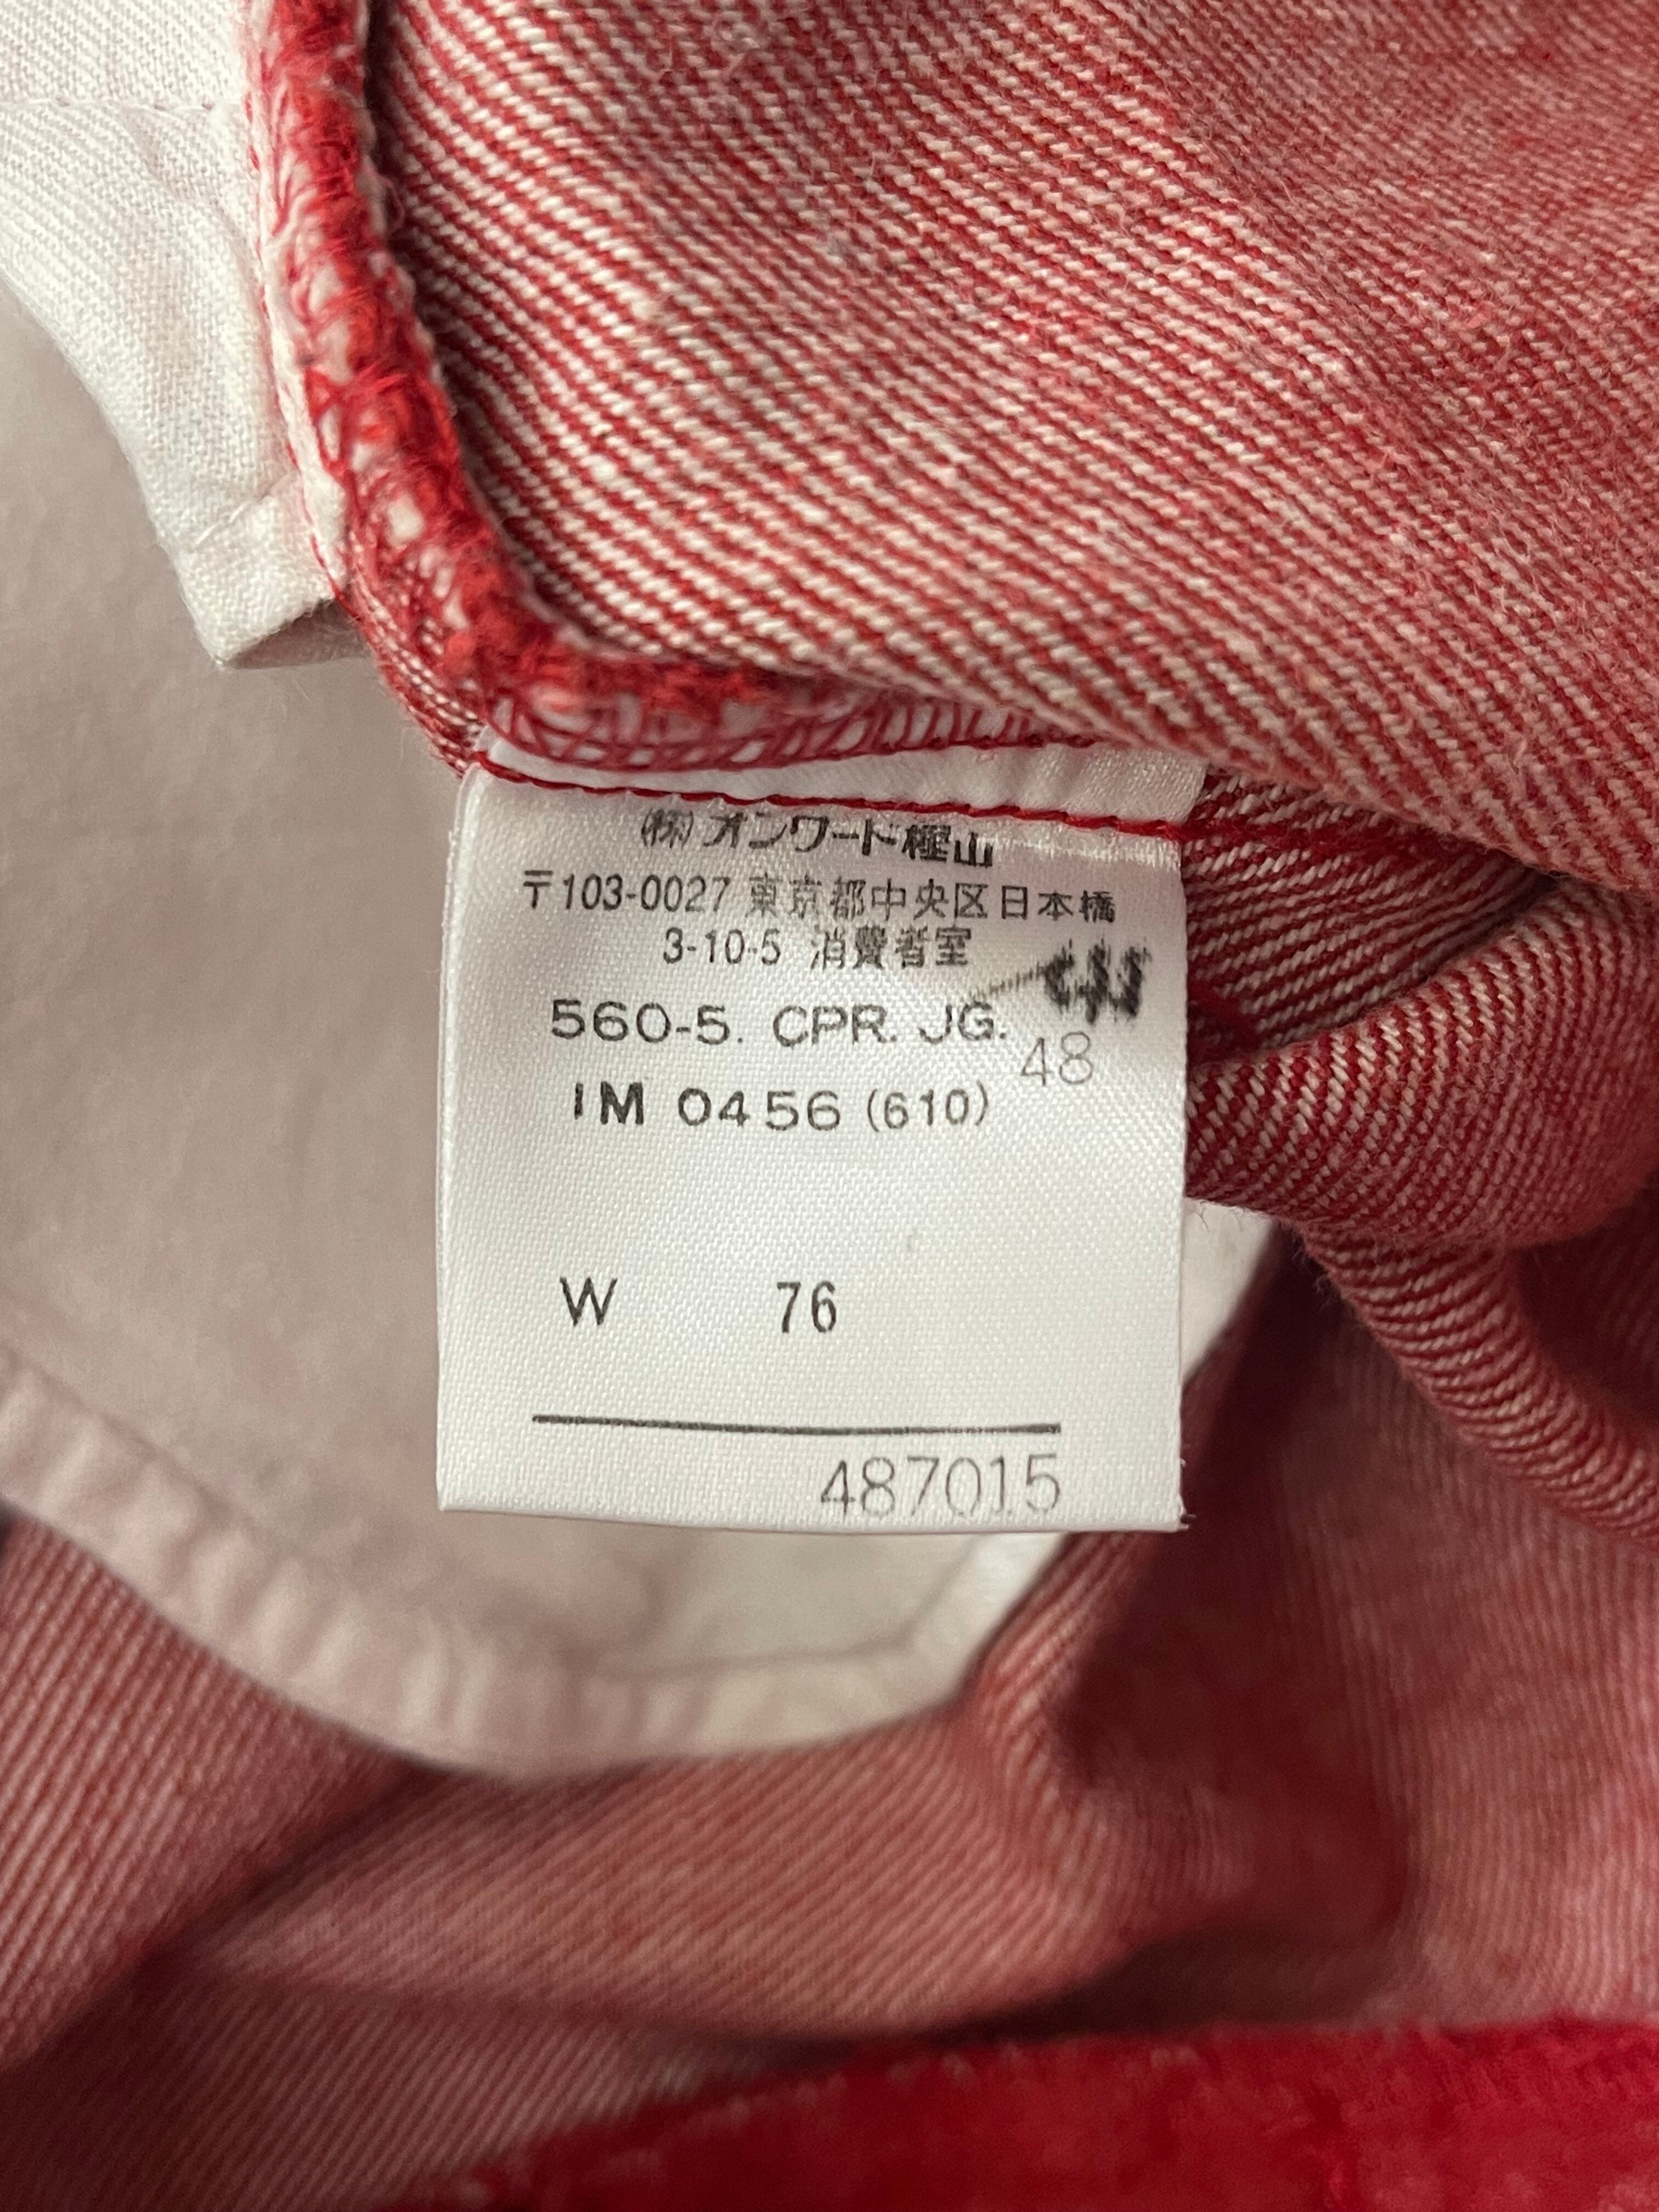 (株)オンワード樫山
〒103-0027 東京都中央区日本橋
3-10-5 消費者室
560-5. CPR. JG.
48
IM 0456 (610)
W 76
487015